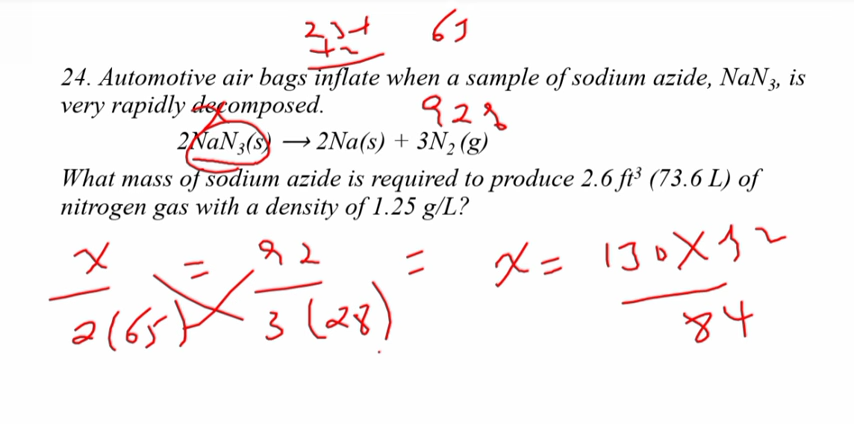 23+ 65
42
24. Automotive air bags inflate when a sample of sodium azide, NaN₃, is
very rapidly decomposed.
92g
2NaN₃(s) → 2Na(s) + 3N₂ (g)
What mass of sodium azide is required to produce 2.6 ft³ (73.6 L) of
nitrogen gas with a density of 1.25 g/L?
x = 92 = x = 130×92
2(65) 3 (28) 84